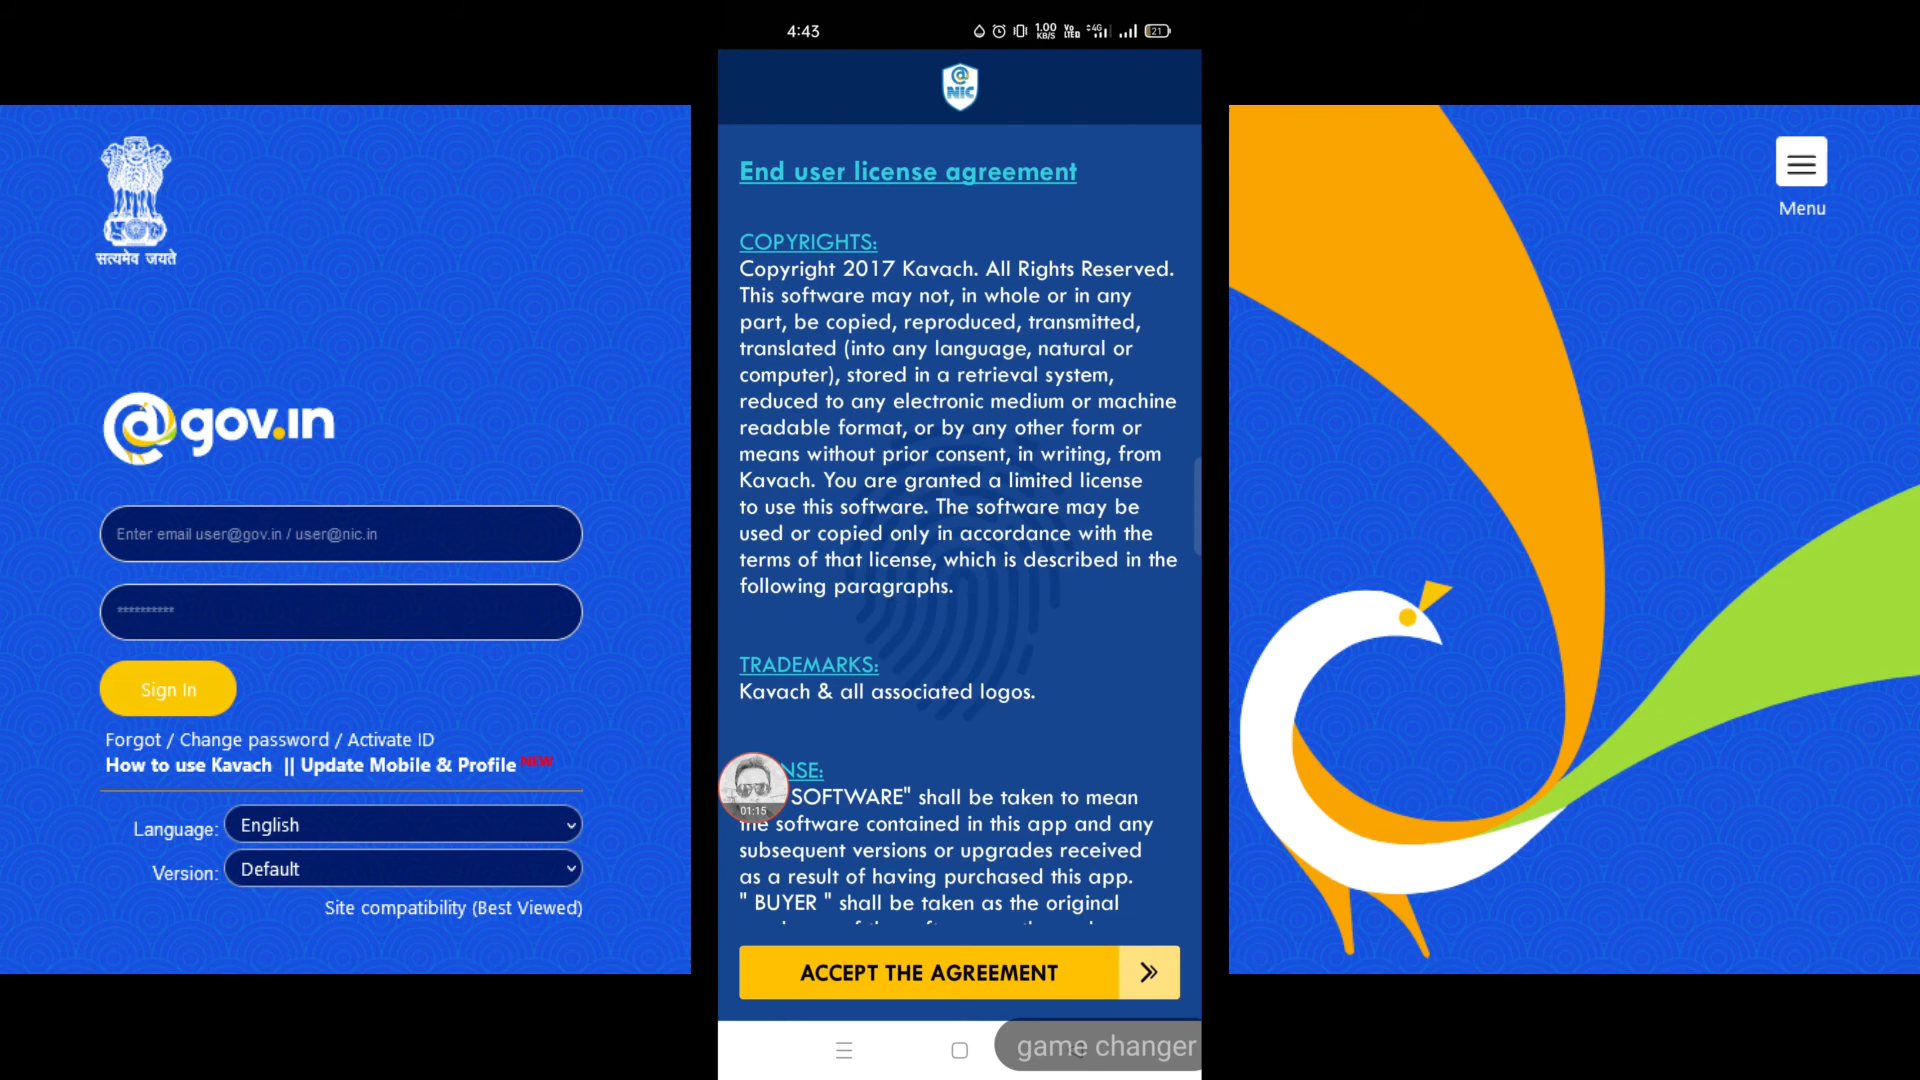 सत्यमेव जयते
@gov.in
Enter email user@gov.in / user@nic.in
**********
Sign In
Forgot / Change password / Activate ID
How to use Kavach || Update Mobile & Profile NEW
Language: English
Version: Default
Site compatibility (Best Viewed)
4:43
1.00 KB/S
Vo LTED
4G
21
@
NIC
End user license agreement
COPYRIGHTS:
Copyright 2017 Kavach. All Rights Reserved.
This software may not, in whole or in any
part, be copied, reproduced, transmitted,
translated (into any language, natural or
computer), stored in a retrieval system,
reduced to any electronic medium or machine
readable format, or by any other form or
means without prior consent, in writing, from
Kavach. You are granted a limited license
to use this software. The software may be
used or copied only in accordance with the
terms of that license, which is described in the
following paragraphs.
TRADEMARKS:
Kavach & all associated logos.
NSE:
SOFTWARE" shall be taken to mean
01:15
the software contained in this app and any
subsequent versions or upgrades received
as a result of having purchased this app.
" BUYER " shall be taken as the original
ACCEPT THE AGREEMENT
game changer
Menu